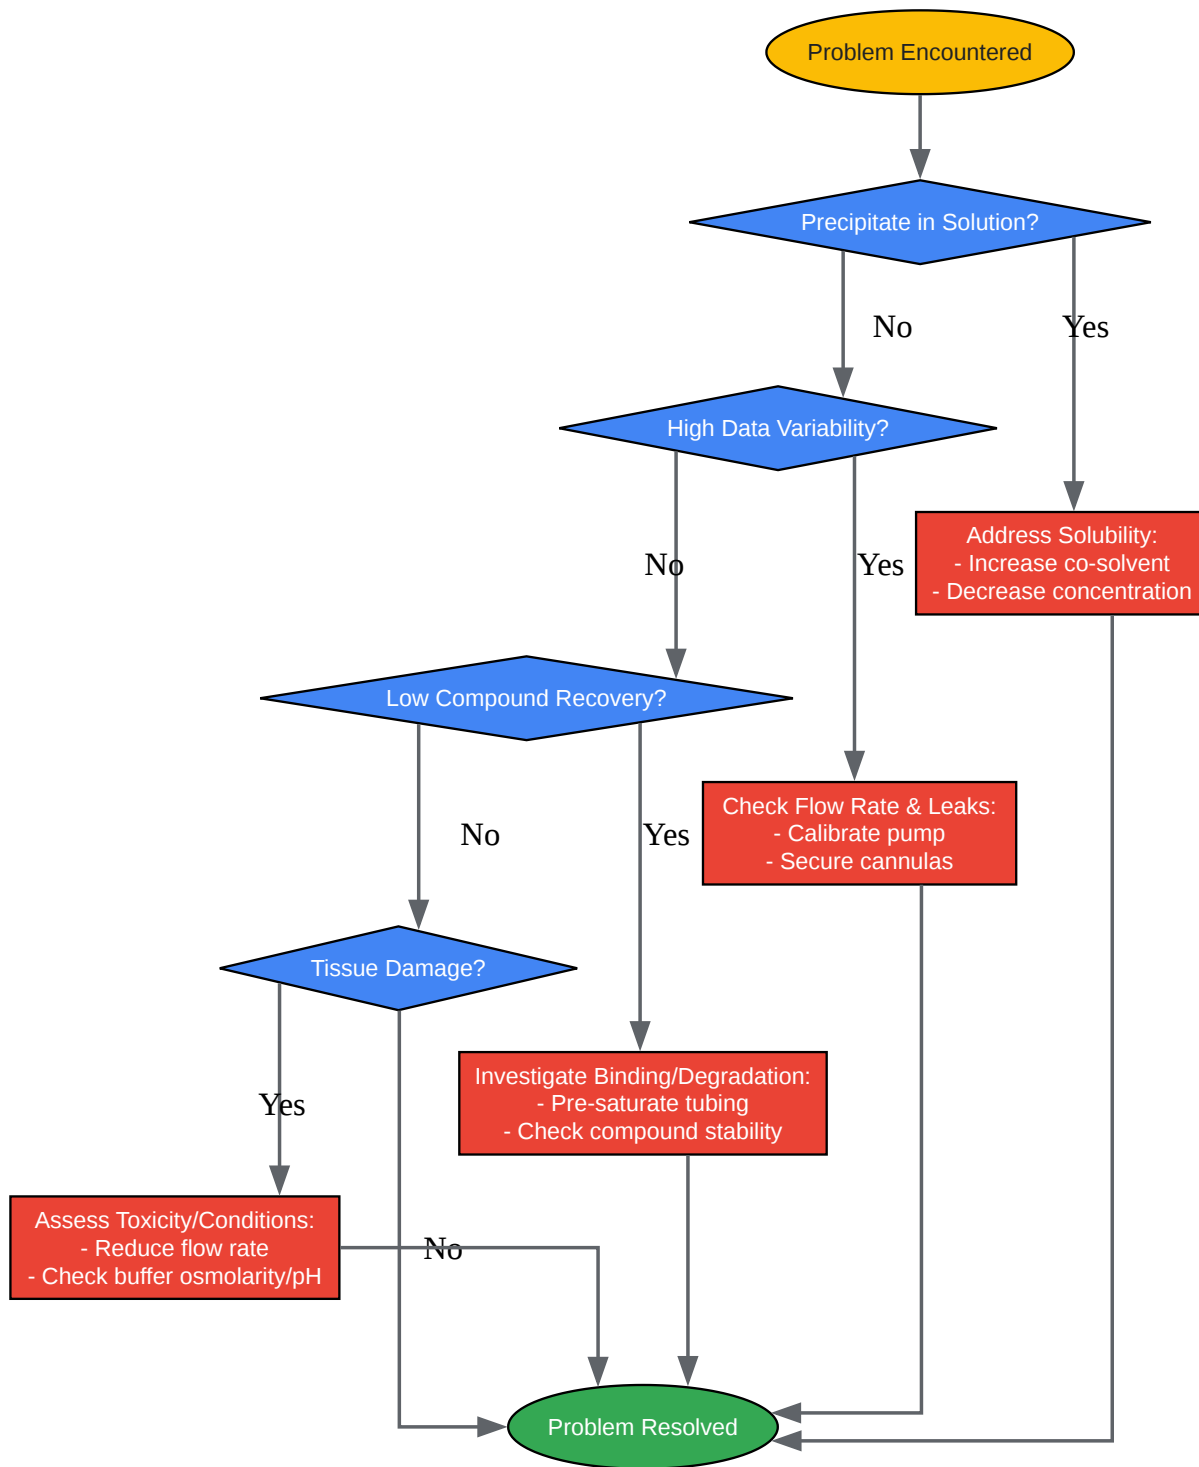 Problem Encountered
Precipitate in Solution?
No
Yes
High Data Variability?
Address Solubility:
- Increase co-solvent
- Decrease concentration
No
Yes
Low Compound Recovery?
Check Flow Rate & Leaks:
- Calibrate pump
- Secure cannulas
No
Yes
Tissue Damage?
Investigate Binding/Degradation:
- Pre-saturate tubing
- Check compound stability
Yes
Assess Toxicity/Conditions:
- Reduce flow rate
- Check buffer osmolarity/pH
No
Problem Resolved